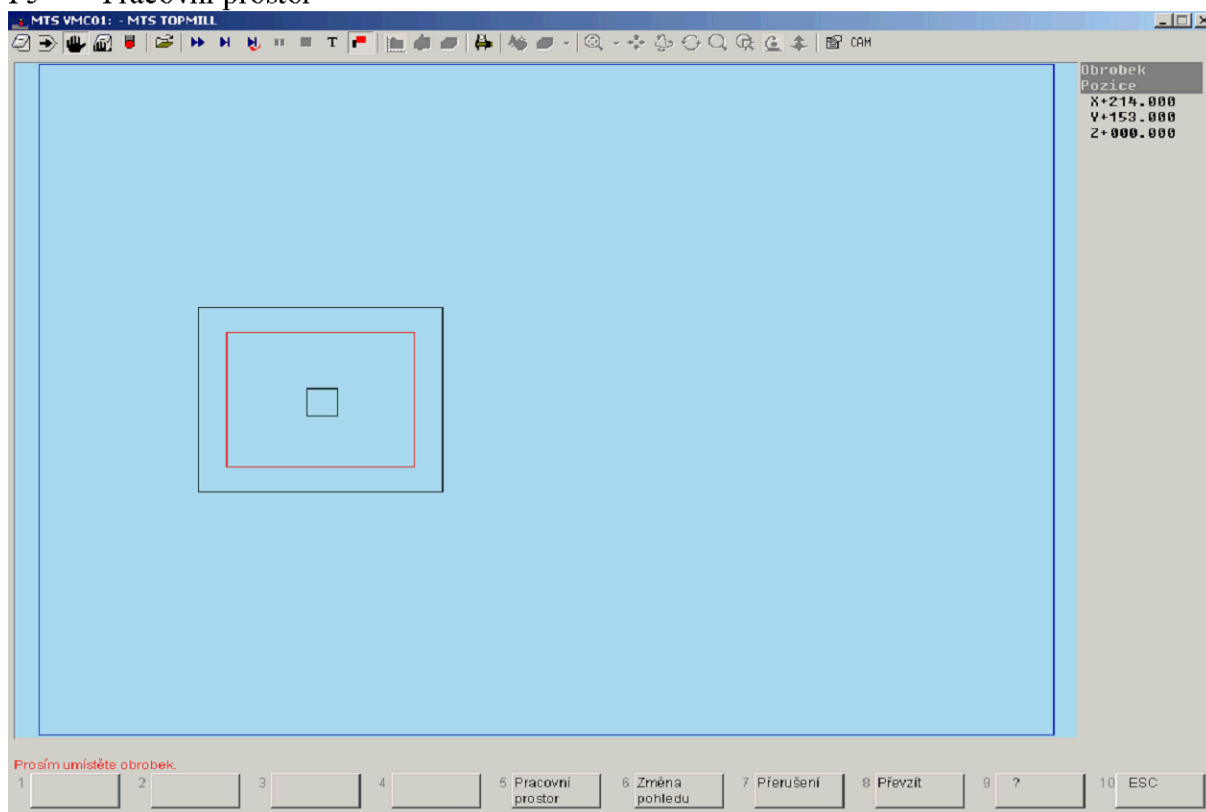 F5 Pracovní prostor
MTS VMC01: - MTS TOPMILL
T CAM
Obrobek
Pozice
X+214.000
Y+153.000
Z+000.000
Prosím umístěte obrobek.
1 2 3 4 5 Pracovní prostor 6 Změna pohledu 7 Přerušení 8 Převzít 9 ? 10 ESC